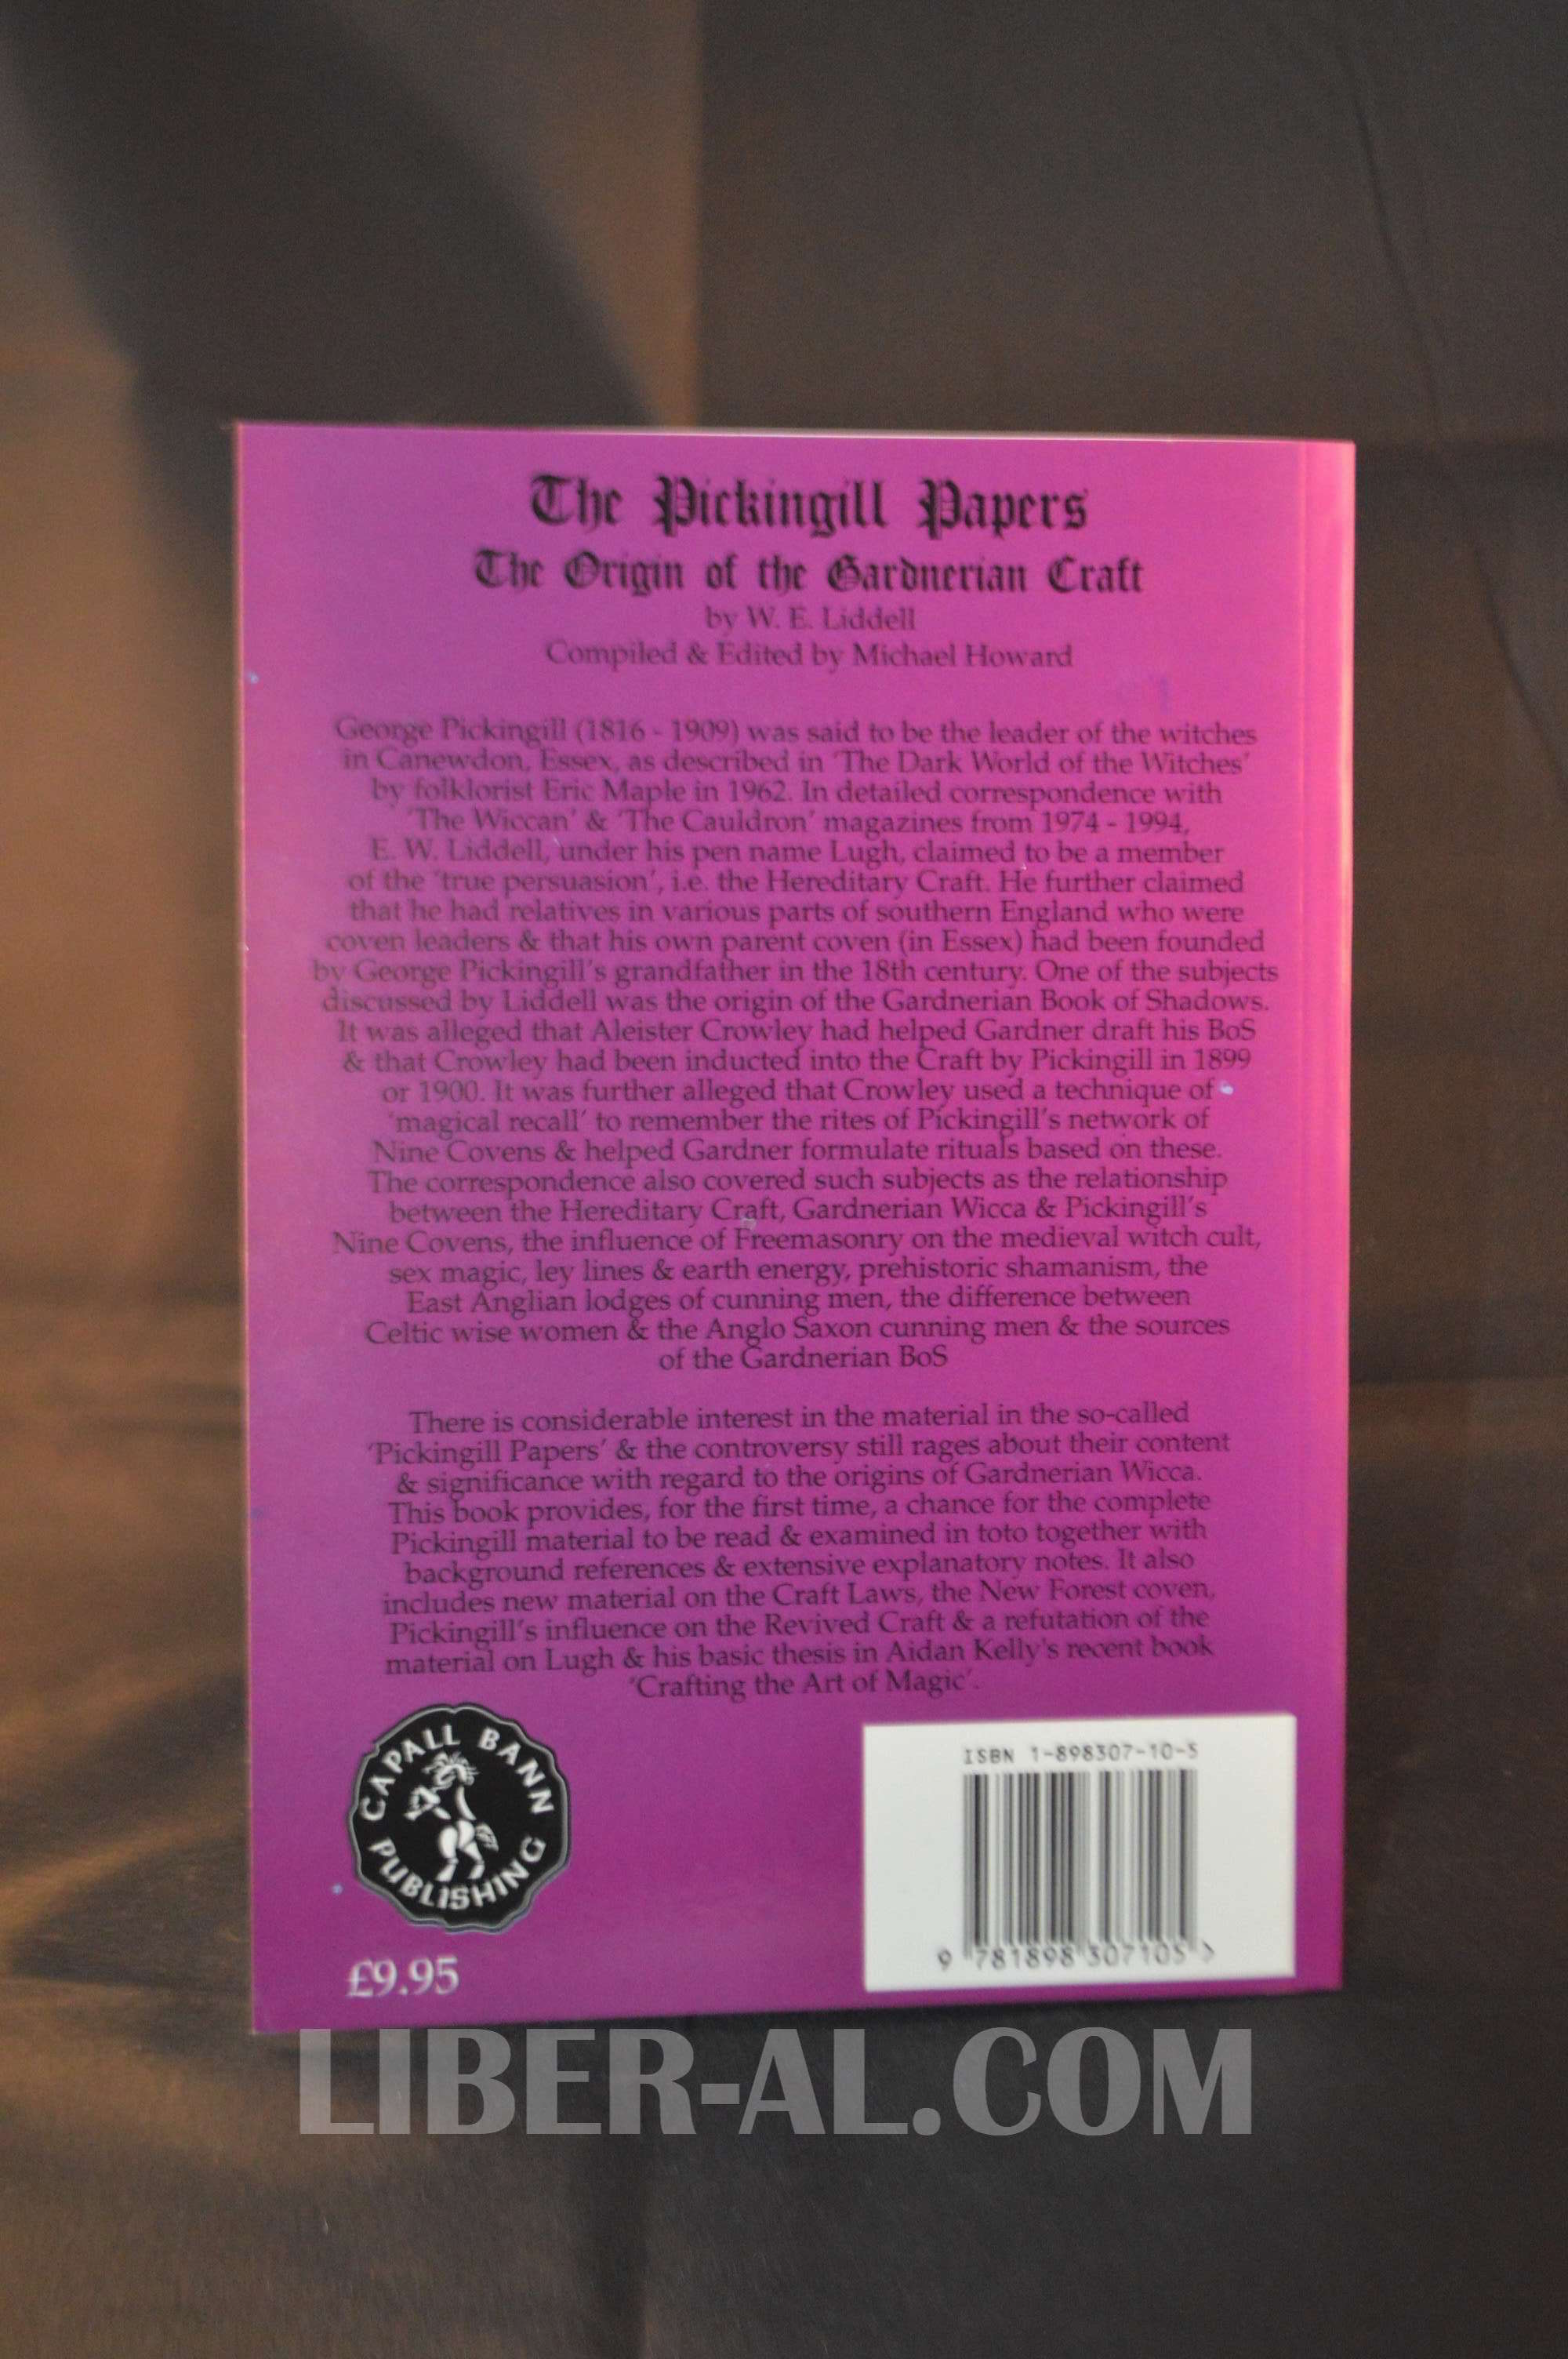 The Pickingill Papers
The Origin of the Gardnerian Craft
by W. E. Liddell
Compiled & Edited by Michael Howard
George Pickingill (1816 - 1909) was said to be the leader of the witches
in Canewdon, Essex, as described in 'The Dark World of the Witches'
by folklorist Eric Maple in 1962. In detailed correspondence with
'The Wiccan' & 'The Cauldron' magazines from 1974 - 1994,
E. W. Liddell, under his pen name Lugh, claimed to be a member
of the 'true persuasion', i.e. the Hereditary Craft. He further claimed
that he had relatives in various parts of southern England who were
coven leaders & that his own parent coven (in Essex) had been founded
by George Pickingill's grandfather in the 18th century. One of the subjects
discussed by Liddell was the origin of the Gardnerian Book of Shadows.
It was alleged that Aleister Crowley had helped Gardner draft his BoS
& that Crowley had been inducted into the Craft by Pickingill in 1899
or 1900. It was further alleged that Crowley used a technique of
'magical recall' to remember the rites of Pickingill's network of
Nine Covens & helped Gardner formulate rituals based on these.
The correspondence also covered such subjects as the relationship
between the Hereditary Craft, Gardnerian Wicca & Pickingill's
Nine Covens, the influence of Freemasonry on the medieval witch cult,
sex magic, ley lines & earth energy, prehistoric shamanism, the
East Anglian lodges of cunning men, the difference between
Celtic wise women & the Anglo Saxon cunning men & the sources
of the Gardnerian BoS
There is considerable interest in the material in the so-called
'Pickingill Papers' & the controversy still rages about their content
& significance with regard to the origins of Gardnerian Wicca.
This book provides, for the first time, a chance for the complete
Pickingill material to be read & examined in toto together with
background references & extensive explanatory notes. It also
includes new material on the Craft Laws, the New Forest coven,
Pickingill's influence on the Revived Craft & a refutation of the
material on Lugh & his basic thesis in Aidan Kelly's recent book
'Crafting the Art of Magic'.
CAPALL BANN
PUBLISHING
£9.95
ISBN 1-898307-10-5
9 781898 307105 >
LIBER-AL.COM